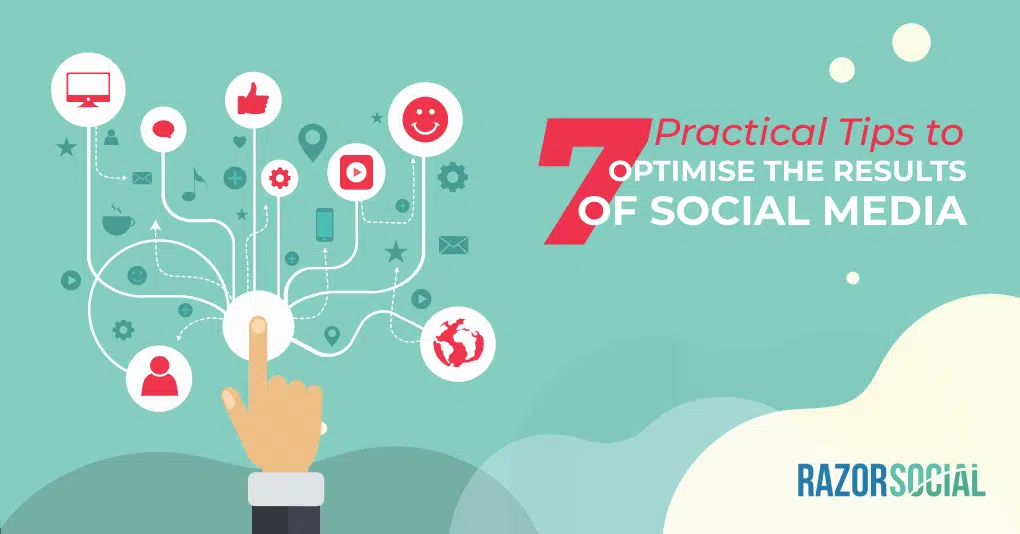 7 Practical Tips to
OPTIMISE THE RESULTS
OF SOCIAL MEDIA
RAZORSOCIAL